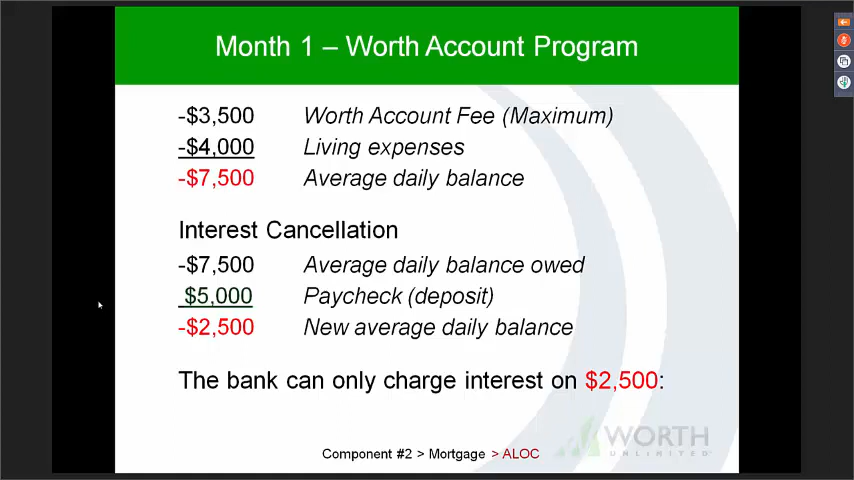 Month 1 – Worth Account Program
-$3,500 Worth Account Fee (Maximum)
-$4,000 Living expenses
-$7,500 Average daily balance
Interest Cancellation
-$7,500 Average daily balance owed
$5,000 Paycheck (deposit)
-$2,500 New average daily balance
The bank can only charge interest on $2,500:
WORTH
UNLIMITED
Component #2 > Mortgage > ALOC